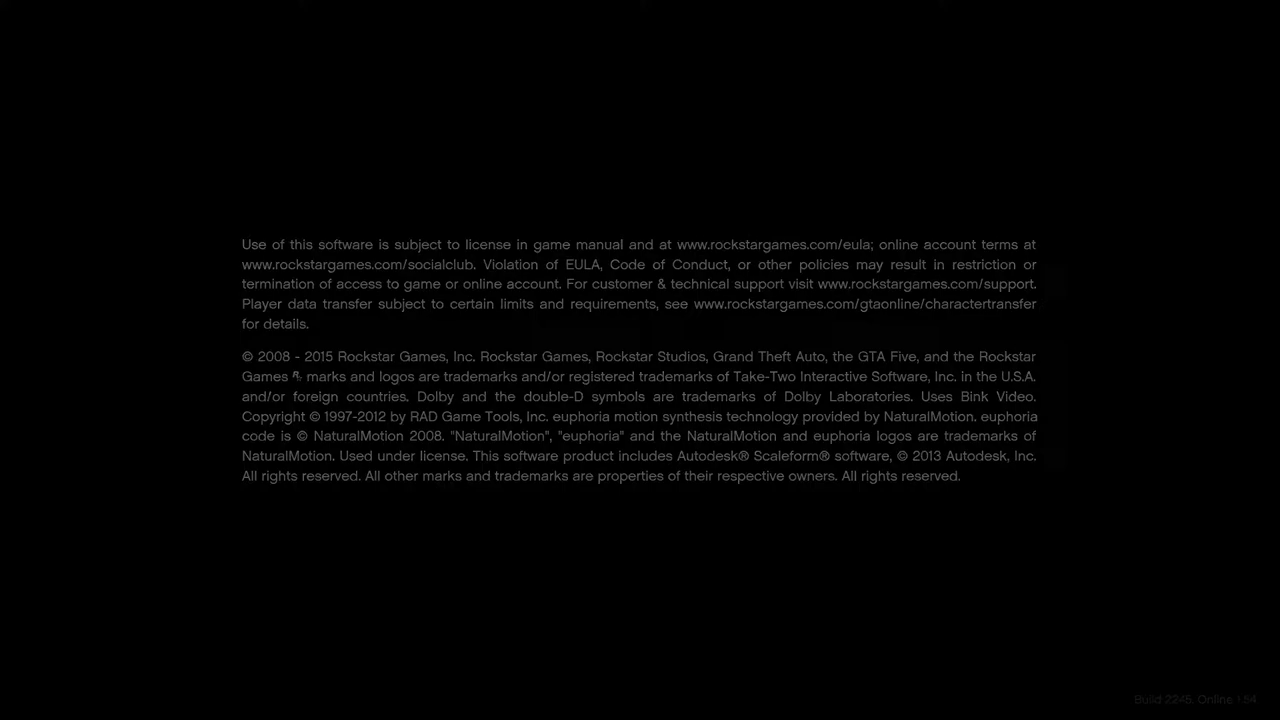 Use of this software is subject to license in game manual and at www.rockstargames.com/eula; online account terms at
www.rockstargames.com/socialclub. Violation of EULA, Code of Conduct, or other policies may result in restriction or
termination of access to game or online account. For customer & technical support visit www.rockstargames.com/support.
Player data transfer subject to certain limits and requirements, see www.rockstargames.com/gtaonline/charactertransfer
for details.
© 2008 - 2015 Rockstar Games, Inc. Rockstar Games, Rockstar Studios, Grand Theft Auto, the GTA Five, and the Rockstar
Games R* marks and logos are trademarks and/or registered trademarks of Take-Two Interactive Software, Inc. in the U.S.A.
and/or foreign countries. Dolby and the double-D symbols are trademarks of Dolby Laboratories. Uses Bink Video.
Copyright © 1997-2012 by RAD Game Tools, Inc. euphoria motion synthesis technology provided by NaturalMotion. euphoria
code is © NaturalMotion 2008. "NaturalMotion", "euphoria" and the NaturalMotion and euphoria logos are trademarks of
NaturalMotion. Used under license. This software product includes Autodesk® Scaleform® software, © 2013 Autodesk, Inc.
All rights reserved. All other marks and trademarks are properties of their respective owners. All rights reserved.
Build 2245, Online 1.54